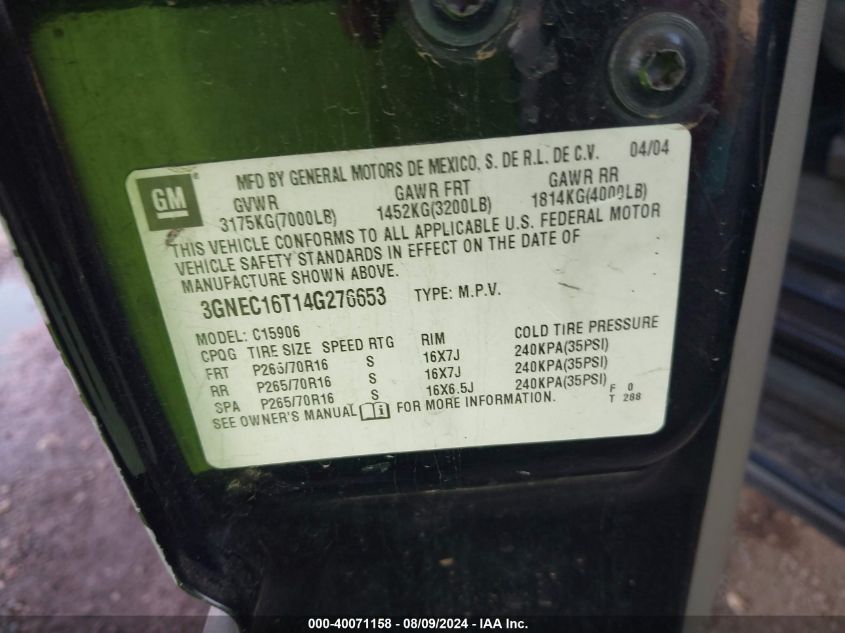 GM
MFD BY GENERAL MOTORS DE MEXICO, S. DE R.L. DE C.V. 04/04
GVWR GAWR FRT GAWR RR
3175KG(7000LB) 1452KG(3200LB) 1814KG(4000LB)
THIS VEHICLE CONFORMS TO ALL APPLICABLE U.S. FEDERAL MOTOR
VEHICLE SAFETY STANDARDS IN EFFECT ON THE DATE OF
MANUFACTURE SHOWN ABOVE.
3GNEC16T14G276653 TYPE: M.P.V.
MODEL: C15906
CPQG TIRE SIZE SPEED RTG RIM COLD TIRE PRESSURE
FRT P265/70R16 S 16X7J 240KPA(35PSI)
RR P265/70R16 S 16X7J 240KPA(35PSI)
SPA P265/70R16 S 16X6.5J 240KPA(35PSI)
SEE OWNER'S MANUAL FOR MORE INFORMATION.
F 0
T 288
000-40071158 - 08/09/2024 - IAA Inc.